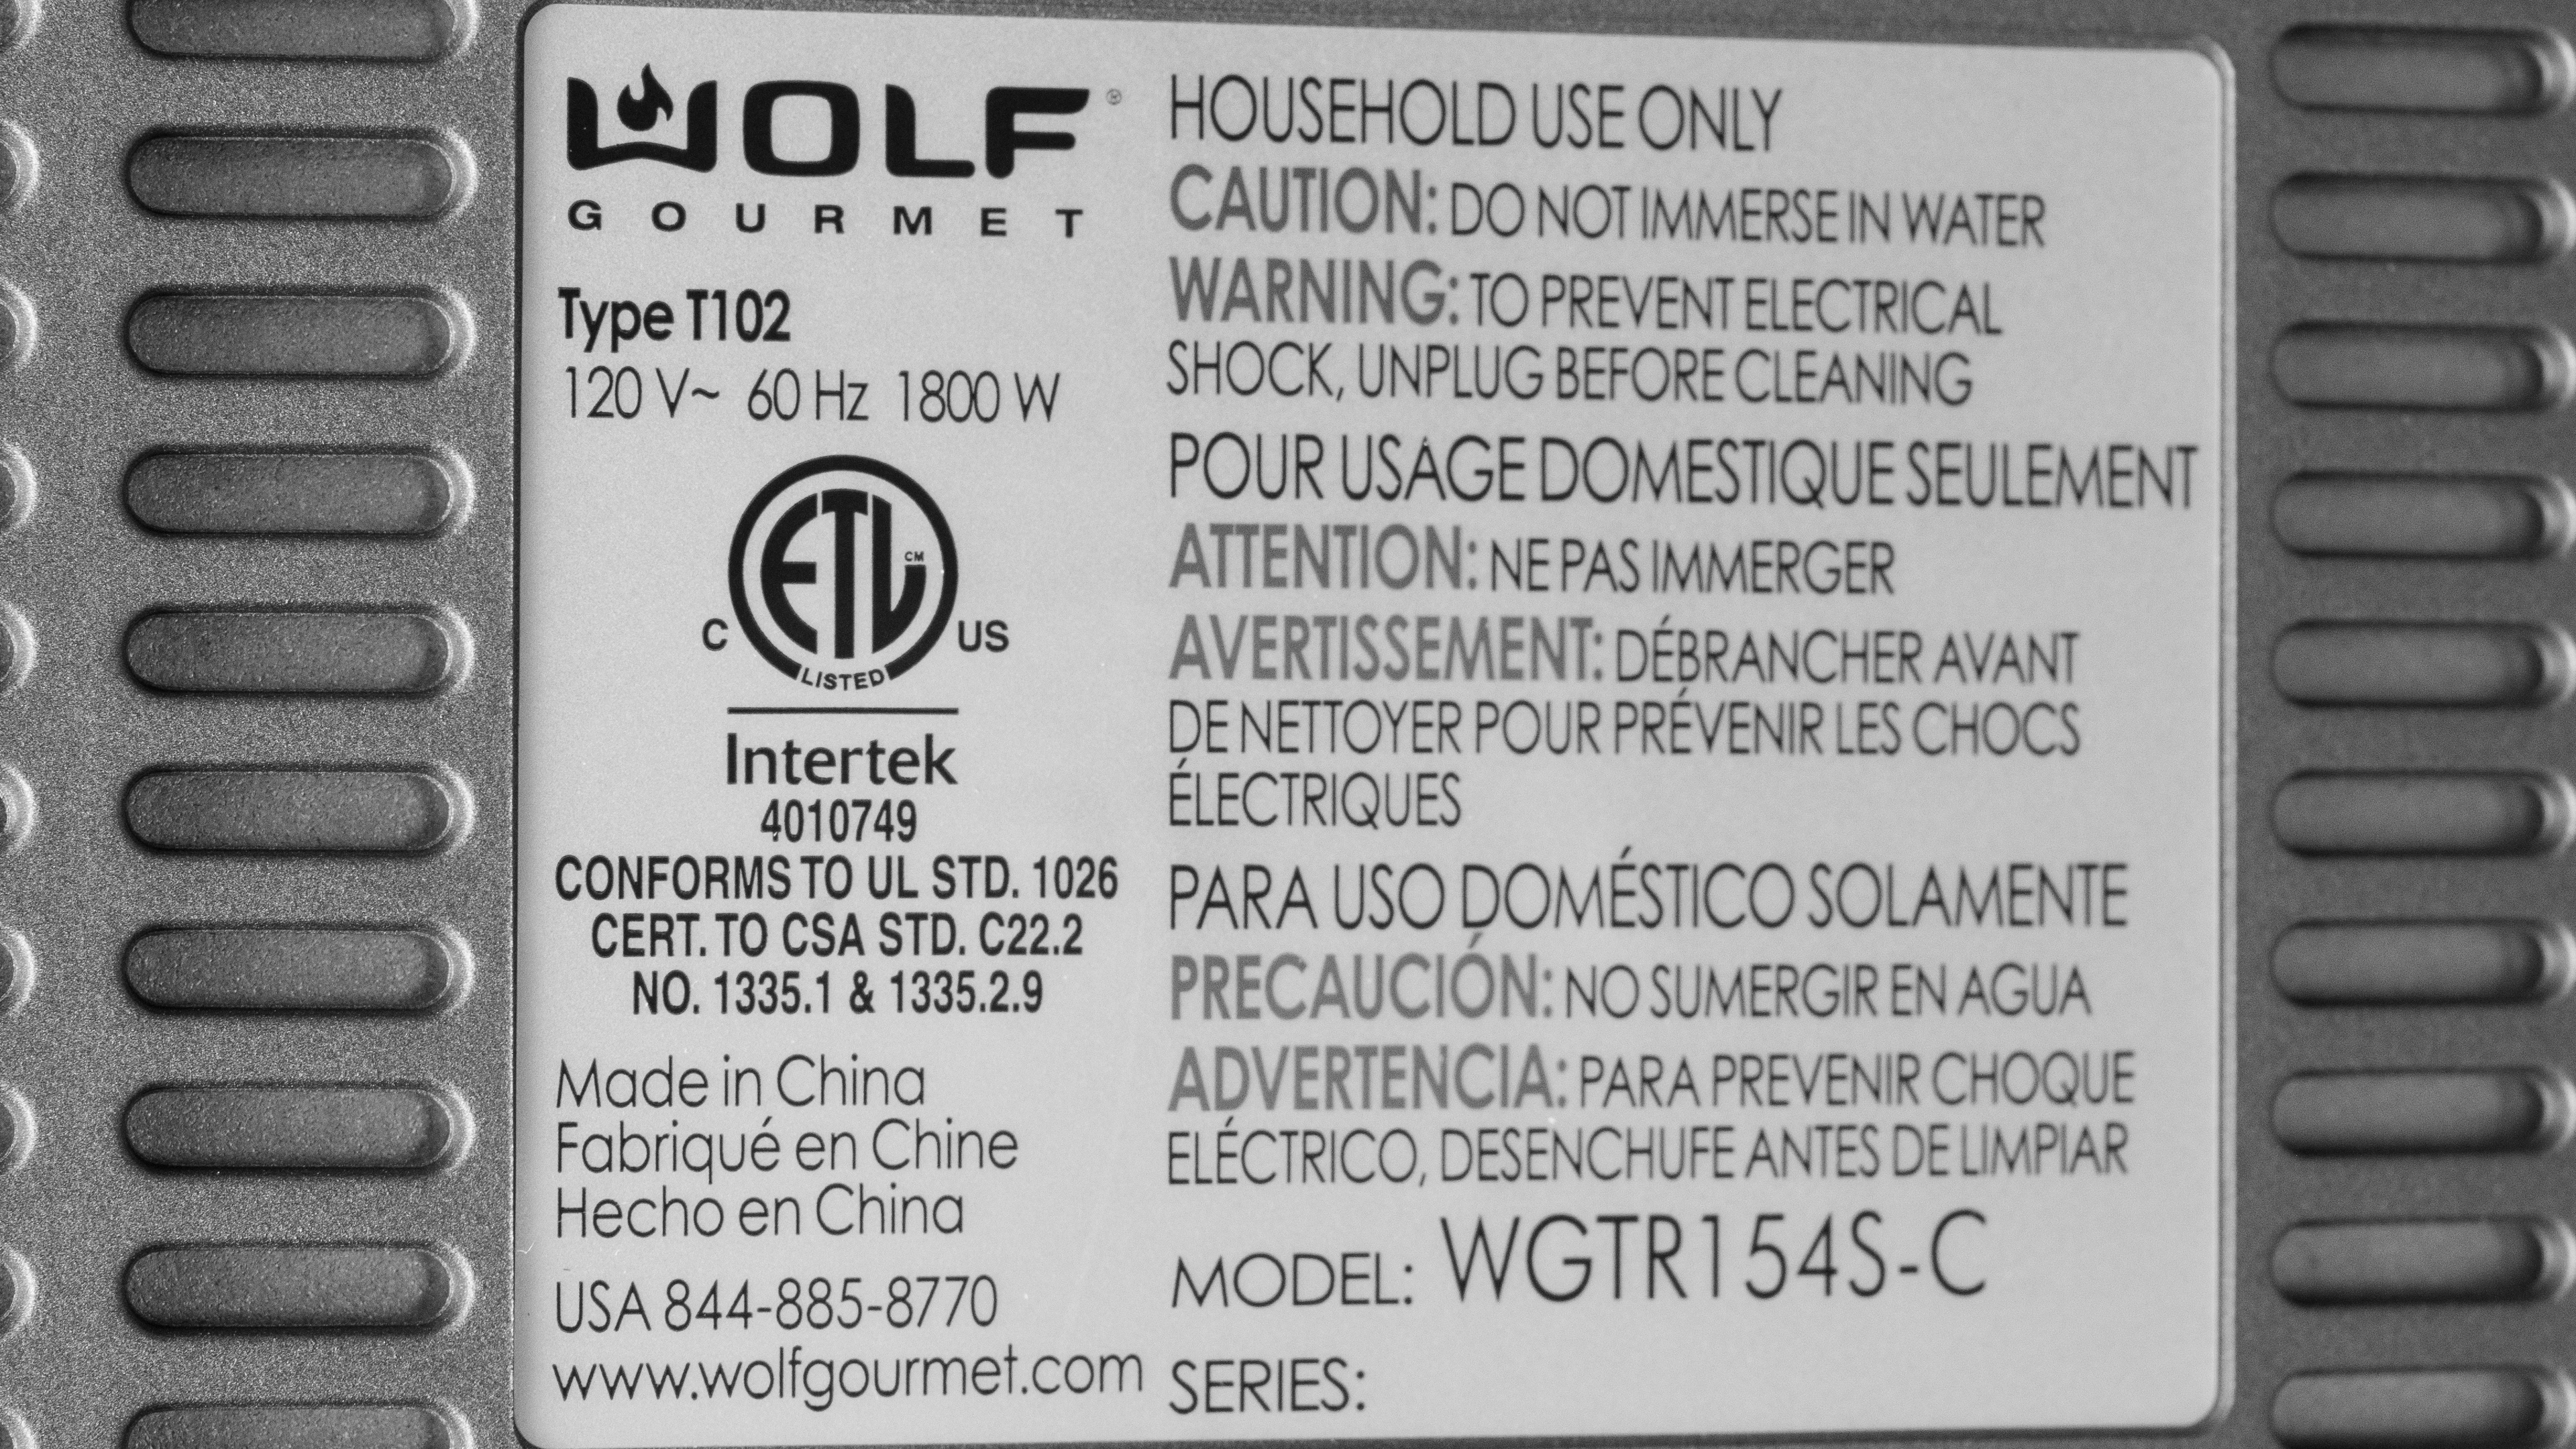 WOLF®
GOURMET
Type T102
120 V~ 60 Hz 1800 W
ETL CM
C US
LISTED
Intertek
4010749
CONFORMS TO UL STD. 1026
CERT. TO CSA STD. C22.2
NO. 1335.1 & 1335.2.9
Made in China
Fabriqué en Chine
Hecho en China
USA 844-885-8770
www.wolfgourmet.com
HOUSEHOLD USE ONLY
CAUTION: DO NOT IMMERSE IN WATER
WARNING: TO PREVENT ELECTRICAL
SHOCK, UNPLUG BEFORE CLEANING
POUR USAGE DOMESTIQUE SEULEMENT
ATTENTION: NE PAS IMMERGER
AVERTISSEMENT: DÉBRANCHER AVANT
DE NETTOYER POUR PRÉVENIR LES CHOCS
ÉLECTRIQUES
PARA USO DOMÉSTICO SOLAMENTE
PRECAUCIÓN: NO SUMERGIR EN AGUA
ADVERTENCIA: PARA PREVENIR CHOQUE
ELÉCTRICO, DESENCHUFE ANTES DE LIMPIAR
MODEL: WGTR154S-C
SERIES: